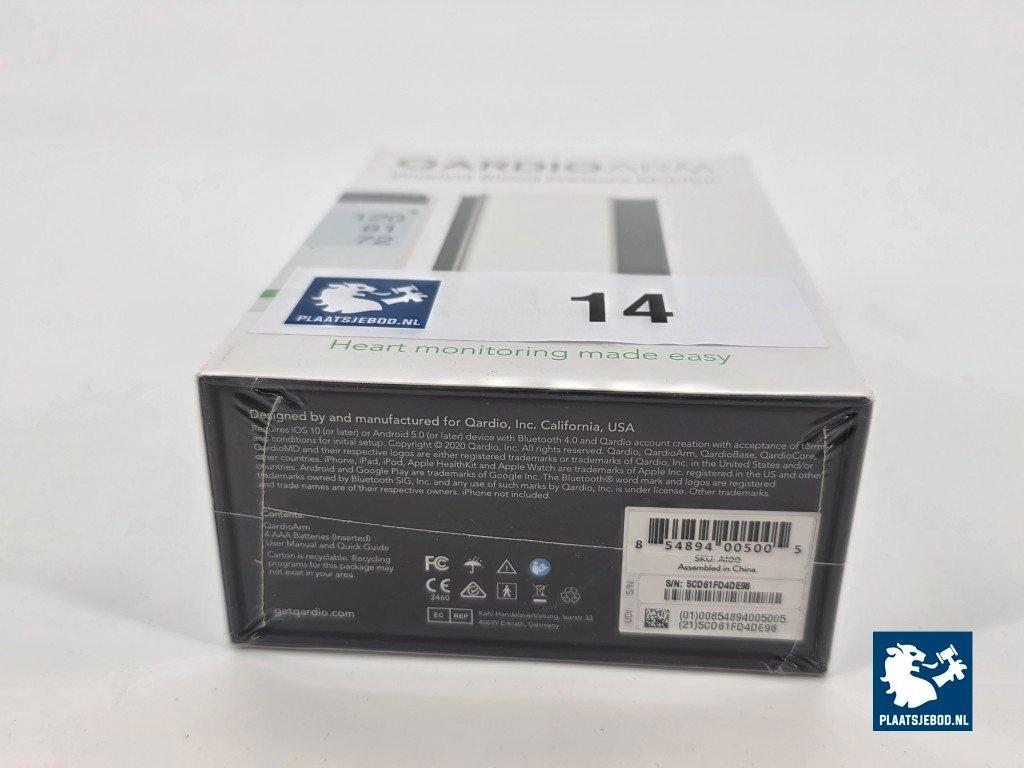 QARDIOARM
Wireless Blood Pressure Monitor
120
81
72
PLAATSJEBOD.NL
14
Heart monitoring made easy
Designed by and manufactured for Qardio, Inc. California, USA
Requires iOS 10 (or later) or Android 5.0 (or later) device with Bluetooth 4.0 and Qardio account creation with acceptance of terms
and conditions for initial setup. Copyright © 2020 Qardio, Inc. All rights reserved. Qardio, QardioArm, QardioBase, QardioCore,
QardioMD and their respective logos are either registered trademarks or trademarks of Qardio, Inc. in the United States and/or
other countries. iPhone, iPad, iPod, Apple HealthKit and Apple Watch are trademarks of Apple Inc. registered in the US and other
countries. Android and Google Play are trademarks of Google Inc. The Bluetooth® word mark and logos are registered
trademarks owned by Bluetooth SIG, Inc. and any use of such marks by Qardio, Inc. is under license. Other trademarks
and trade names are of their respective owners. iPhone not included.
Contents:
QardioArm
4 AAA Batteries (Inserted)
User Manual and Quick Guide
Carton is recyclable. Recycling
programs for this package may
not exist in your area.
getqardio.com
FC
CE
2460
EC REP
Kahl Handelsvertretung, Isarstr. 33
40699 Erkrath, Germany
8 54894 00500 5
SKU: A100
Assembled in China
S/N:
S/N: 5CD61FD4DE98
UDI:
(01)00854894005005
(21)5CD61FD4DE98
PLAATSJEBOD.NL